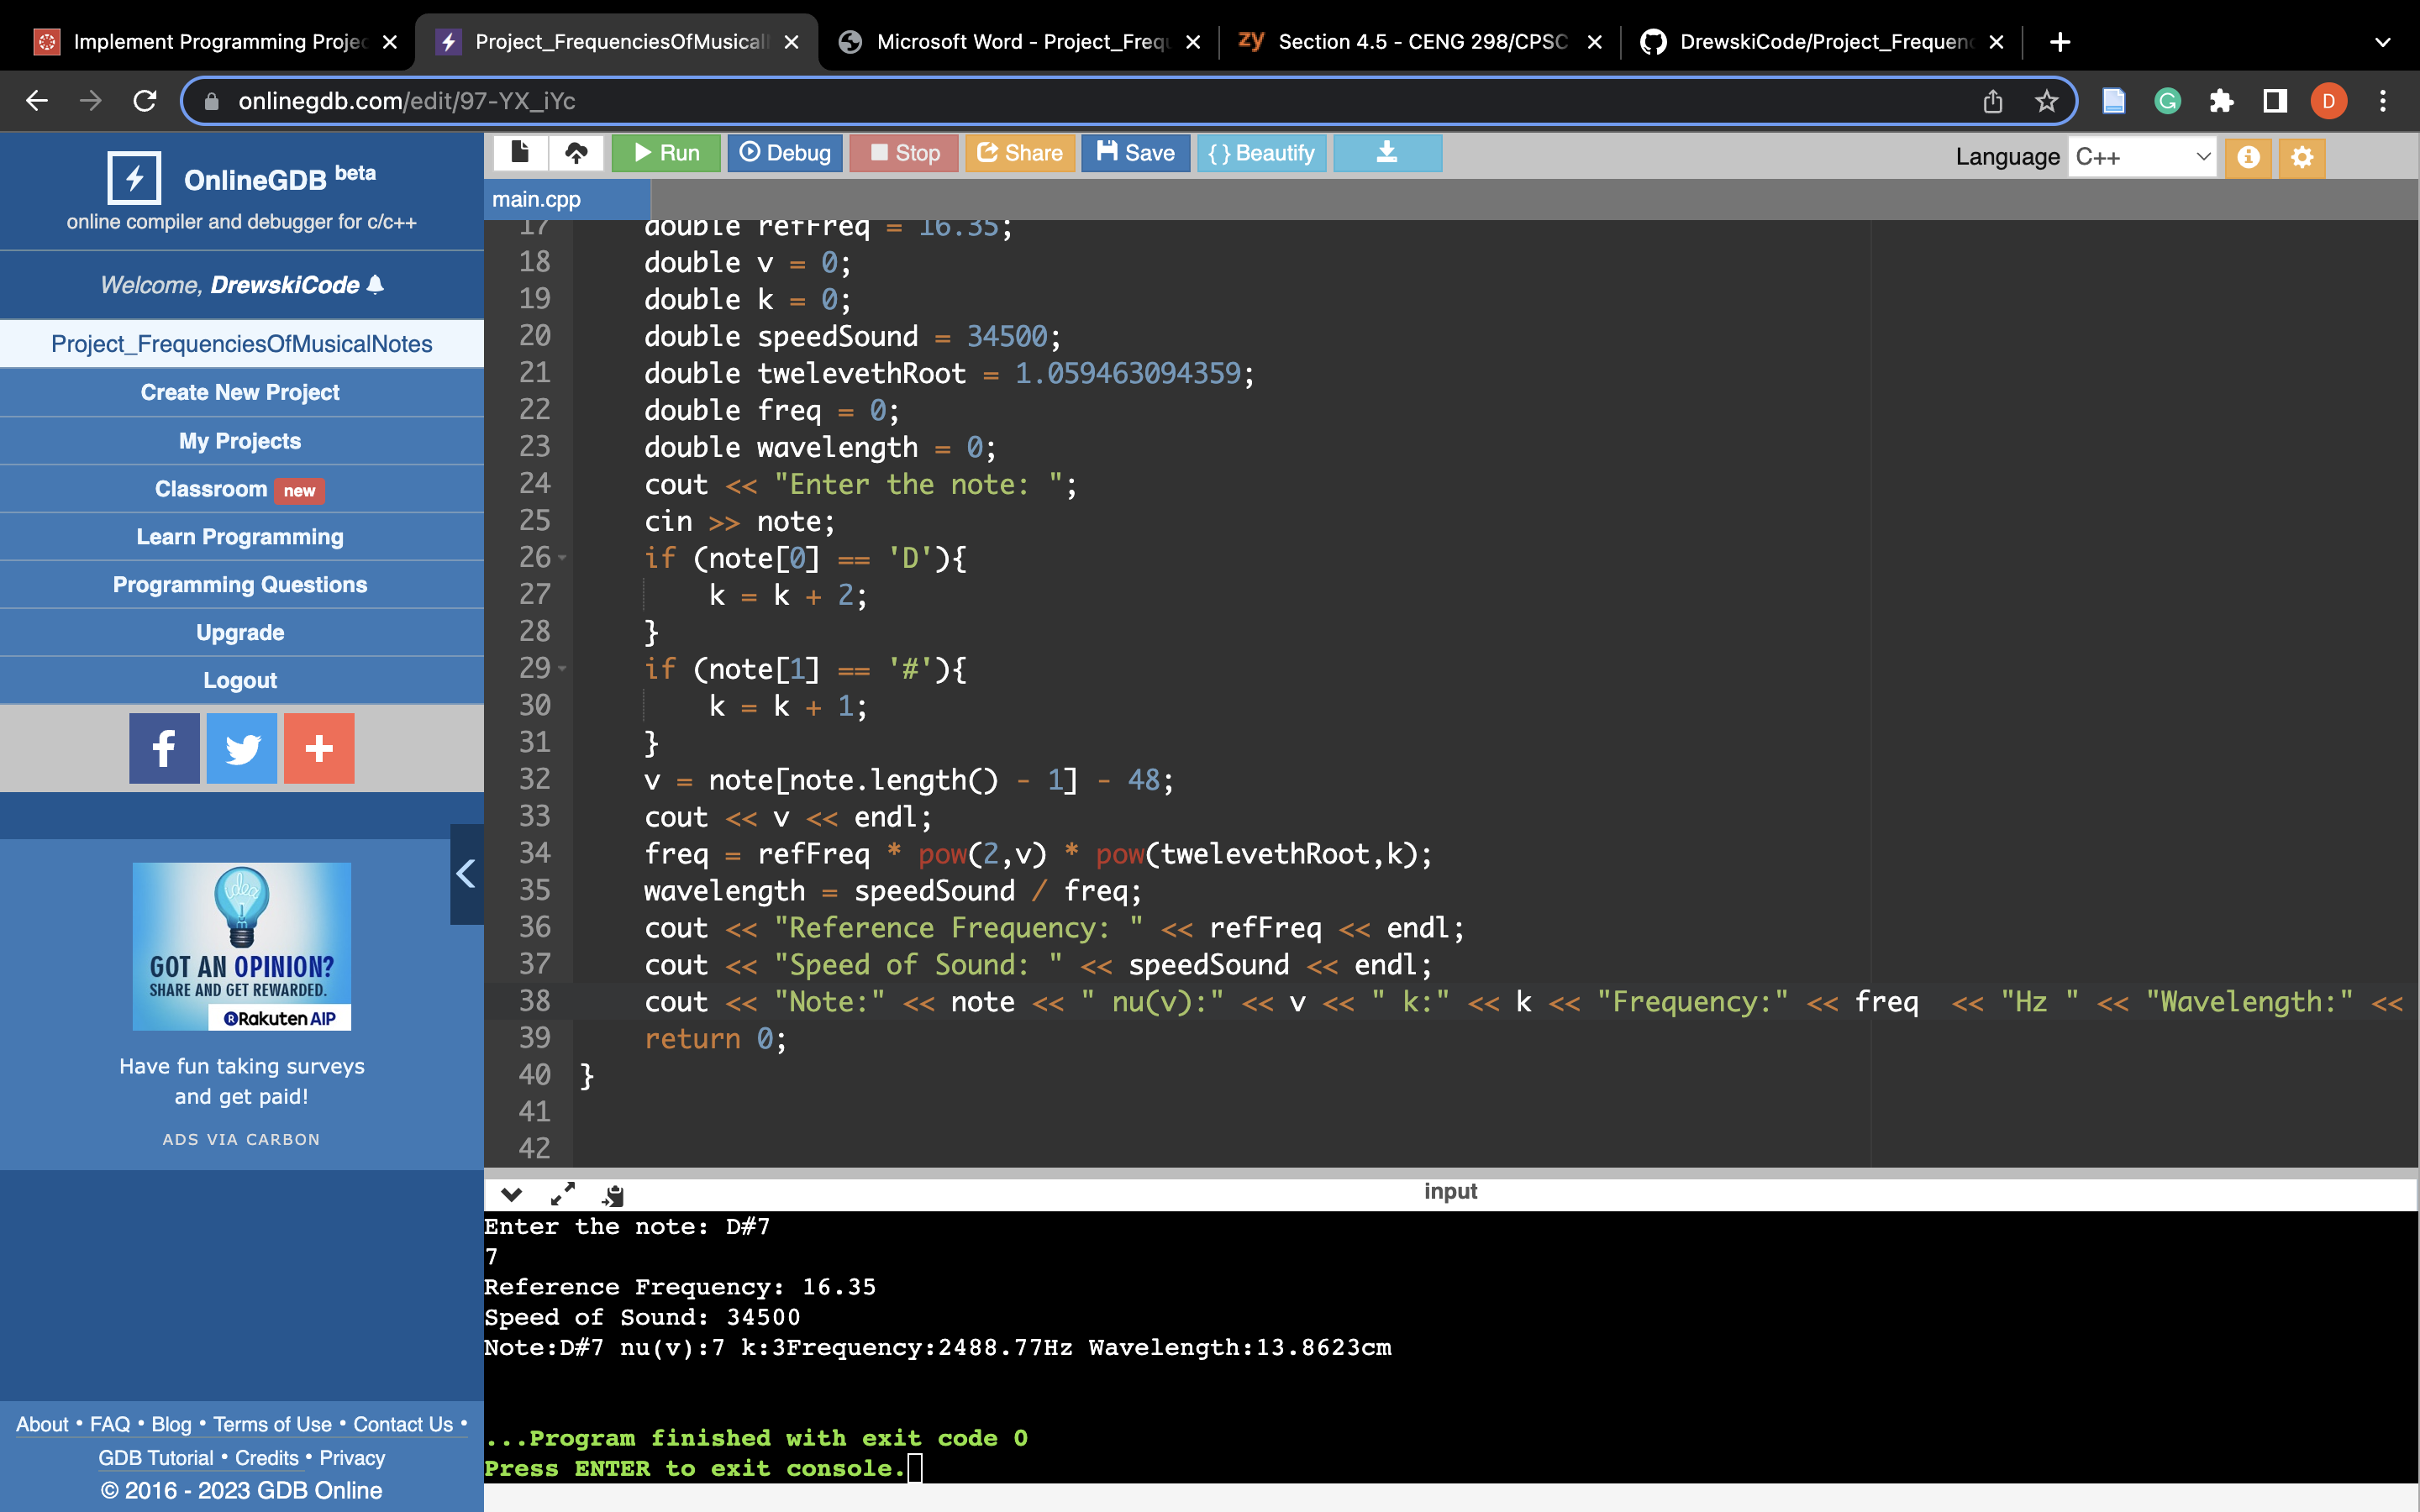 Implement Programming Projec
Project_FrequenciesOfMusicalI
Microsoft Word - Project_Frequ
zy Section 4.5 - CENG 298/CPSC
DrewskiCode/Project_Frequenc
onlinegdb.com/edit/97-YX_iYc
D
OnlineGDB beta
online compiler and debugger for c/c++
Welcome, DrewskiCode
Project_FrequenciesOfMusicalNotes
Create New Project
My Projects
Classroom new
Learn Programming
Programming Questions
Upgrade
Logout
idea
GOT AN OPINION?
SHARE AND GET REWARDED.
Rakuten AIP
Have fun taking surveys
and get paid!
ADS VIA CARBON
About • FAQ • Blog • Terms of Use • Contact Us •
GDB Tutorial • Credits • Privacy
© 2016 - 2023 GDB Online
Run Debug Stop Share Save {} Beautify
Language C++
main.cpp
17 double refFreq = 16.35;
18 double v = 0;
19 double k = 0;
20 double speedSound = 34500;
21 double twelevethRoot = 1.059463094359;
22 double freq = 0;
23 double wavelength = 0;
24 cout << "Enter the note: ";
25 cin >> note;
26 if (note[0] == 'D'){
27 k = k + 2;
28 }
29 if (note[1] == '#'){
30 k = k + 1;
31 }
32 v = note[note.length() - 1] - 48;
33 cout << v << endl;
34 freq = refFreq * pow(2,v) * pow(twelevethRoot,k);
35 wavelength = speedSound / freq;
36 cout << "Reference Frequency: " << refFreq << endl;
37 cout << "Speed of Sound: " << speedSound << endl;
38 cout << "Note:" << note << " nu(v):" << v << " k:" << k << "Frequency:" << freq  << "Hz " << "Wavelength:" <<
39 return 0;
40 }
41
42
input
Enter the note: D#7
7
Reference Frequency: 16.35
Speed of Sound: 34500
Note:D#7 nu(v):7 k:3Frequency:2488.77Hz Wavelength:13.8623cm
...Program finished with exit code 0
Press ENTER to exit console.